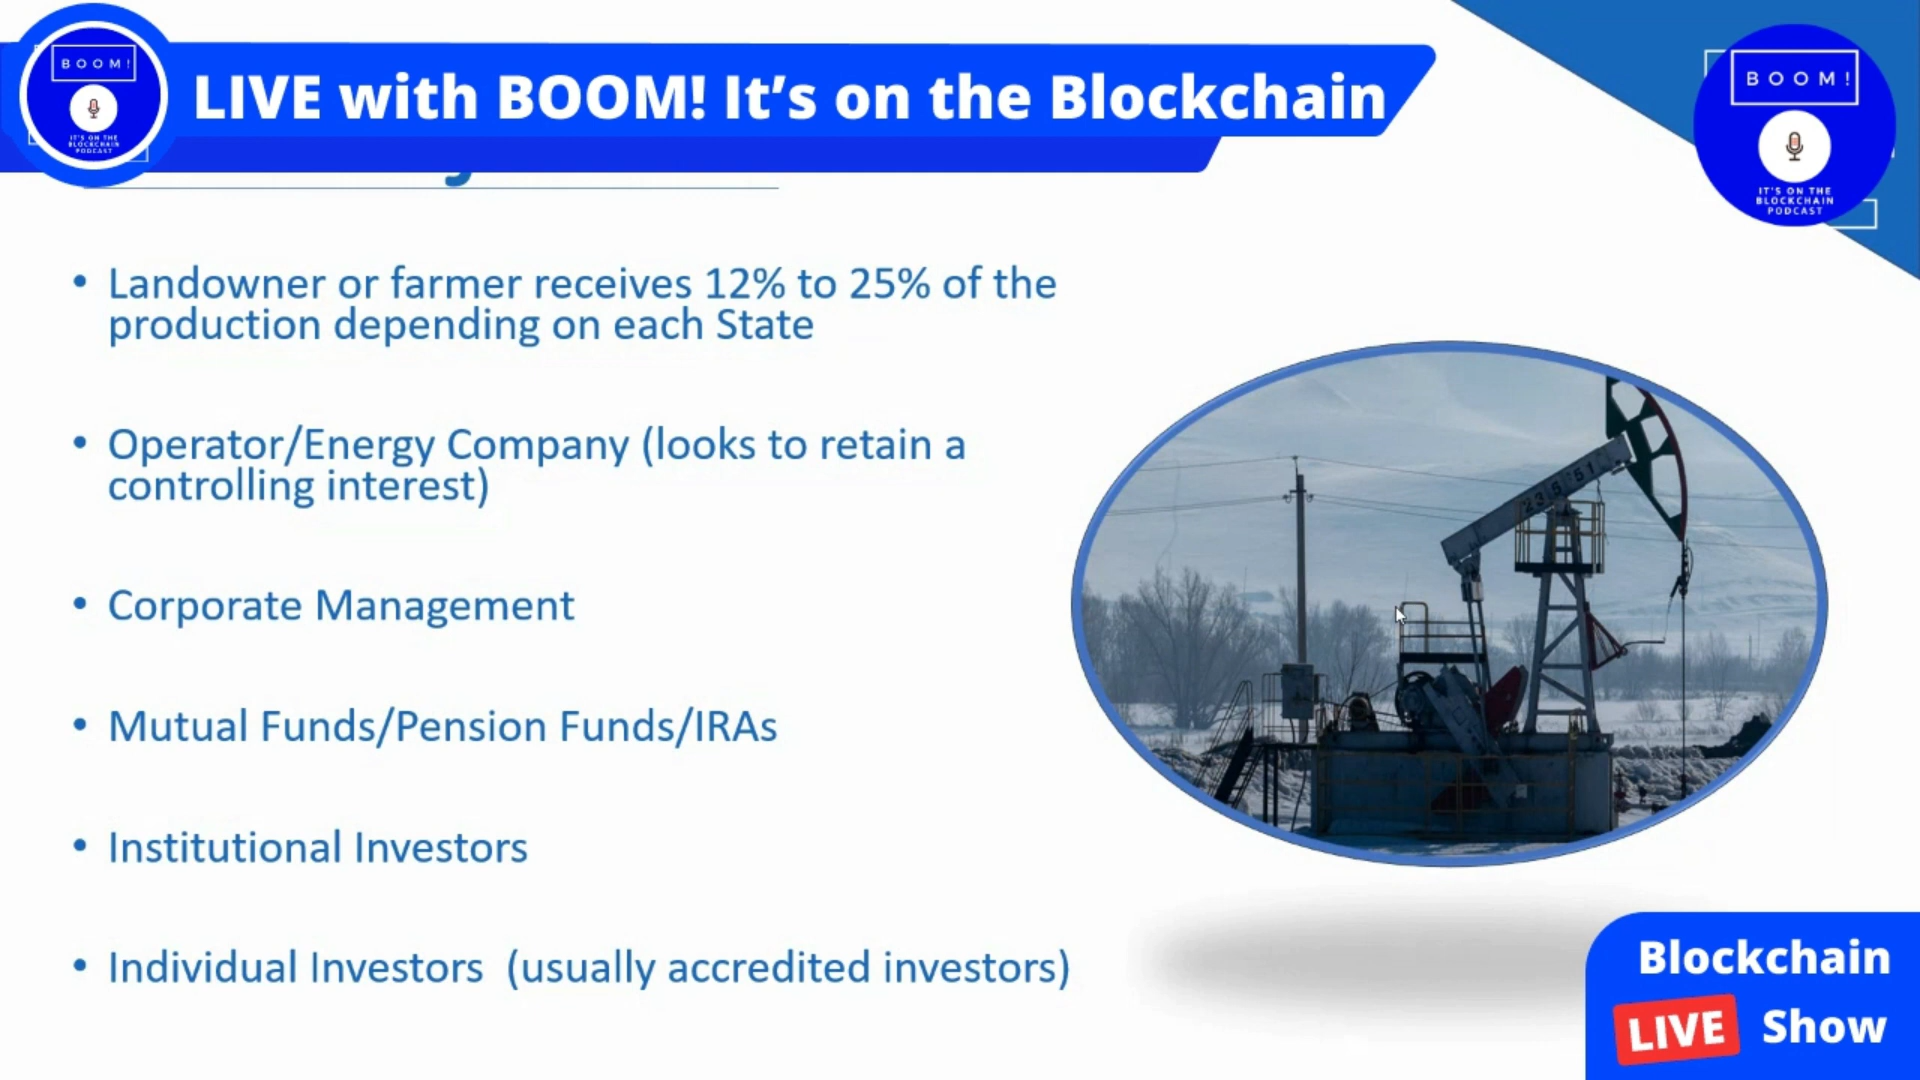 BOOM!
IT'S ON THE
BLOCKCHAIN
PODCAST
LIVE with BOOM! It’s on the Blockchain
BOOM!
IT'S ON THE
BLOCKCHAIN
PODCAST
• Landowner or farmer receives 12% to 25% of the
production depending on each State
• Operator/Energy Company (looks to retain a
controlling interest)
• Corporate Management
• Mutual Funds/Pension Funds/IRAs
• Institutional Investors
• Individual Investors (usually accredited investors)
Blockchain
LIVE Show